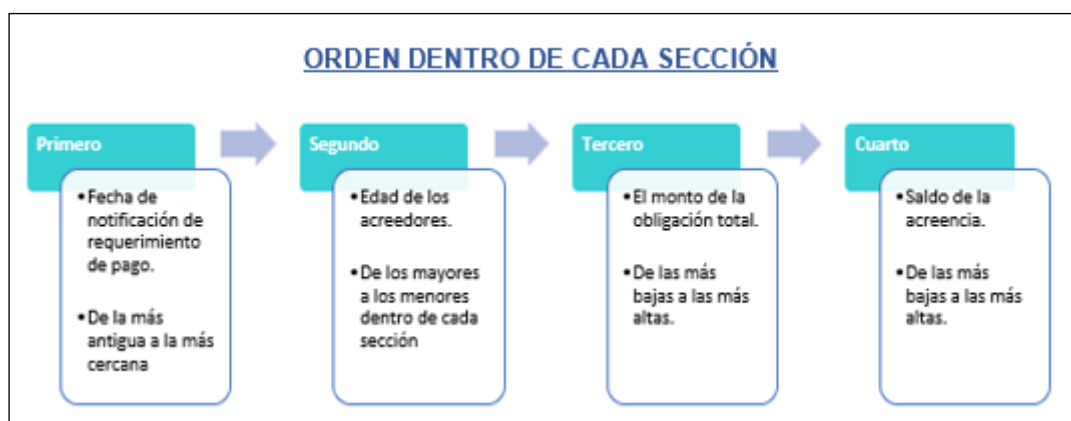 ORDEN DENTRO DE CADA SECCIÓN
Primero
•Fecha de
notificación de
requerimiento
de pago.
•De la más
antigua a la más
cercana
Segundo
•Edad de los
acreedores.
•De los mayores
a los menores
dentro de cada
sección
Tercero
•El monto de la
obligación total.
•De las más
bajas a las más
altas.
Cuarto
•Saldo de la
acreencia.
•De las más
bajas a las más
altas.